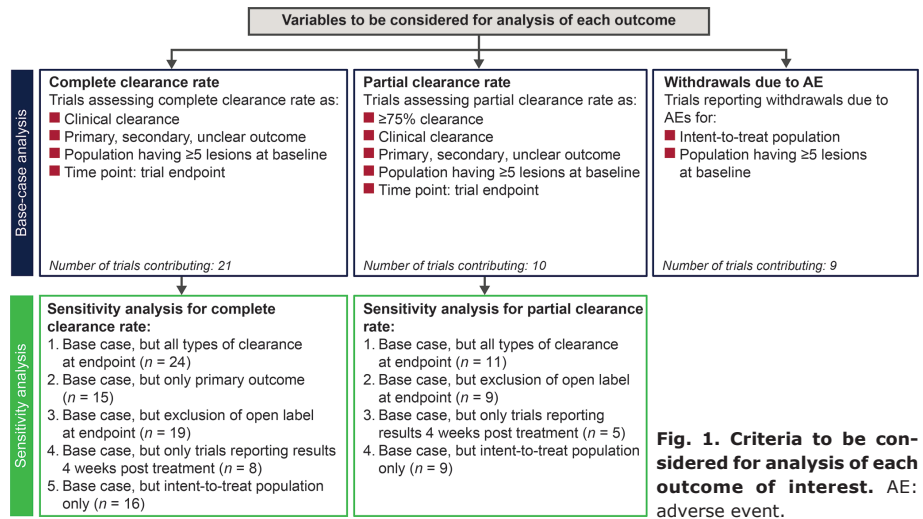 Variables to be considered for analysis of each outcome
Base-case analysis
Complete clearance rate
Trials assessing complete clearance rate as:
Clinical clearance
Primary, secondary, unclear outcome
Population having ≥5 lesions at baseline
Time point: trial endpoint
Number of trials contributing: 21
Partial clearance rate
Trials assessing partial clearance rate as:
≥75% clearance
Clinical clearance
Primary, secondary, unclear outcome
Population having ≥5 lesions at baseline
Time point: trial endpoint
Number of trials contributing: 10
Withdrawals due to AE
Trials reporting withdrawals due to
AEs for:
Intent-to-treat population
Population having ≥5 lesions
at baseline
Number of trials contributing: 9
Sensitivity analysis
Sensitivity analysis for complete
clearance rate:
1. Base case, but all types of clearance
at endpoint (n = 24)
2. Base case, but only primary outcome
(n = 15)
3. Base case, but exclusion of open label
at endpoint (n = 19)
4. Base case, but only trials reporting results
4 weeks post treatment (n = 8)
5. Base case, but intent-to-treat population
only (n = 16)
Sensitivity analysis for partial clearance
rate:
1. Base case, but all types of clearance
at endpoint (n = 11)
2. Base case, but exclusion of open label
at endpoint (n = 9)
3. Base case, but only trials reporting
results 4 weeks post treatment (n = 5)
4. Base case, but intent-to-treat population
only (n = 9)
Fig. 1. Criteria to be con-
sidered for analysis of each
outcome of interest. AE:
adverse event.